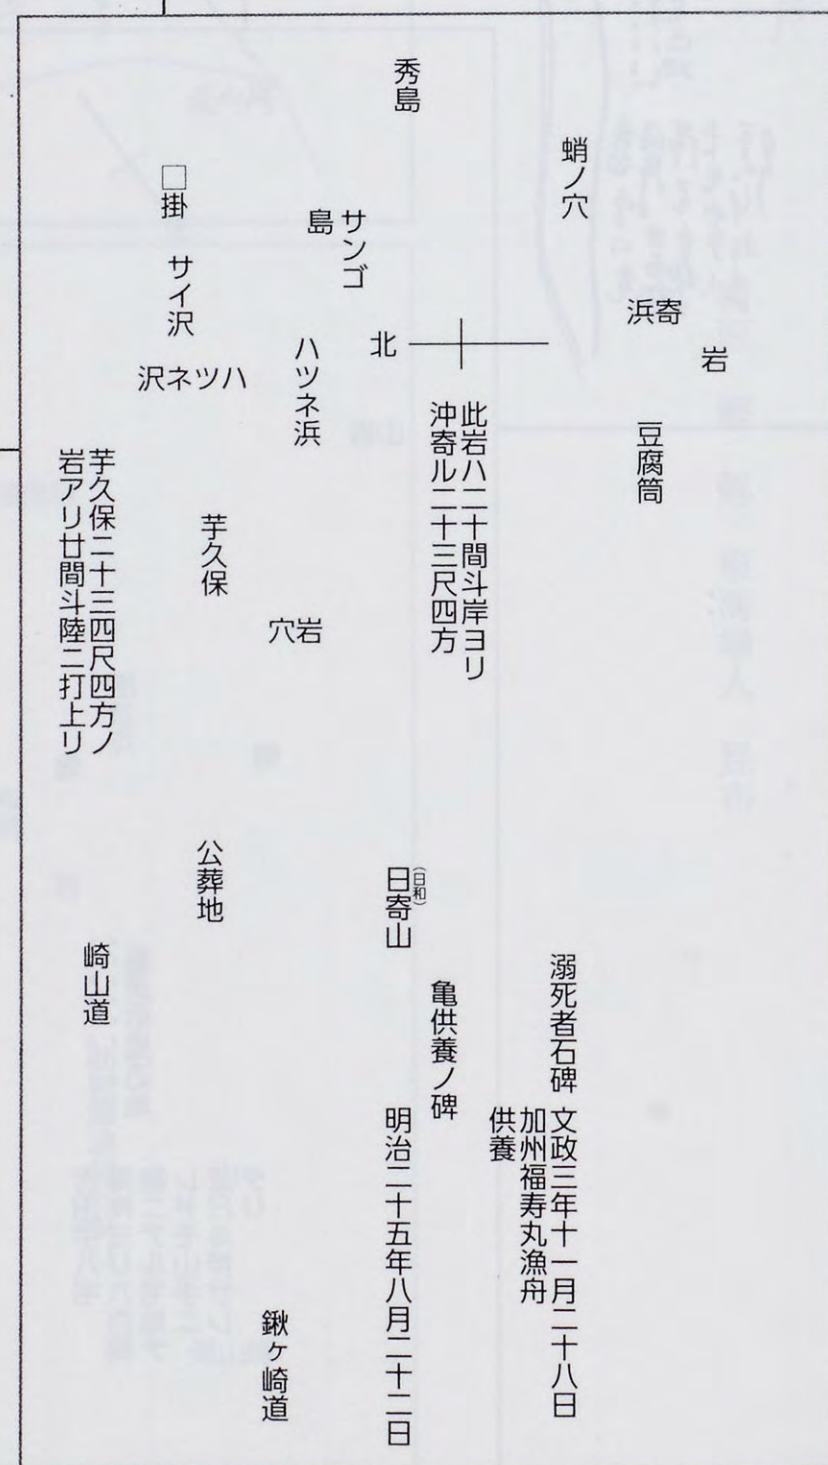 蛸ノ穴
岩
寄浜
豆腐筒
秀島
サンゴ
島
北
此岩ハ二十間斗岸ヨリ
沖寄ル二十三尺四方
ハツネ浜
ハツネ沢
サイ沢
□掛
芋久保
岩穴
芋久保ニ十三四尺四方ノ
岩アリ廿間斗陸ニ打上リ
溺死者石碑
文政三年十一月二十八日
加州福寿丸漁舟
供養
亀供養ノ碑
(日和)
日寄山
明治二十五年八月二十二日
公葬地
崎山道
鍬ヶ崎道